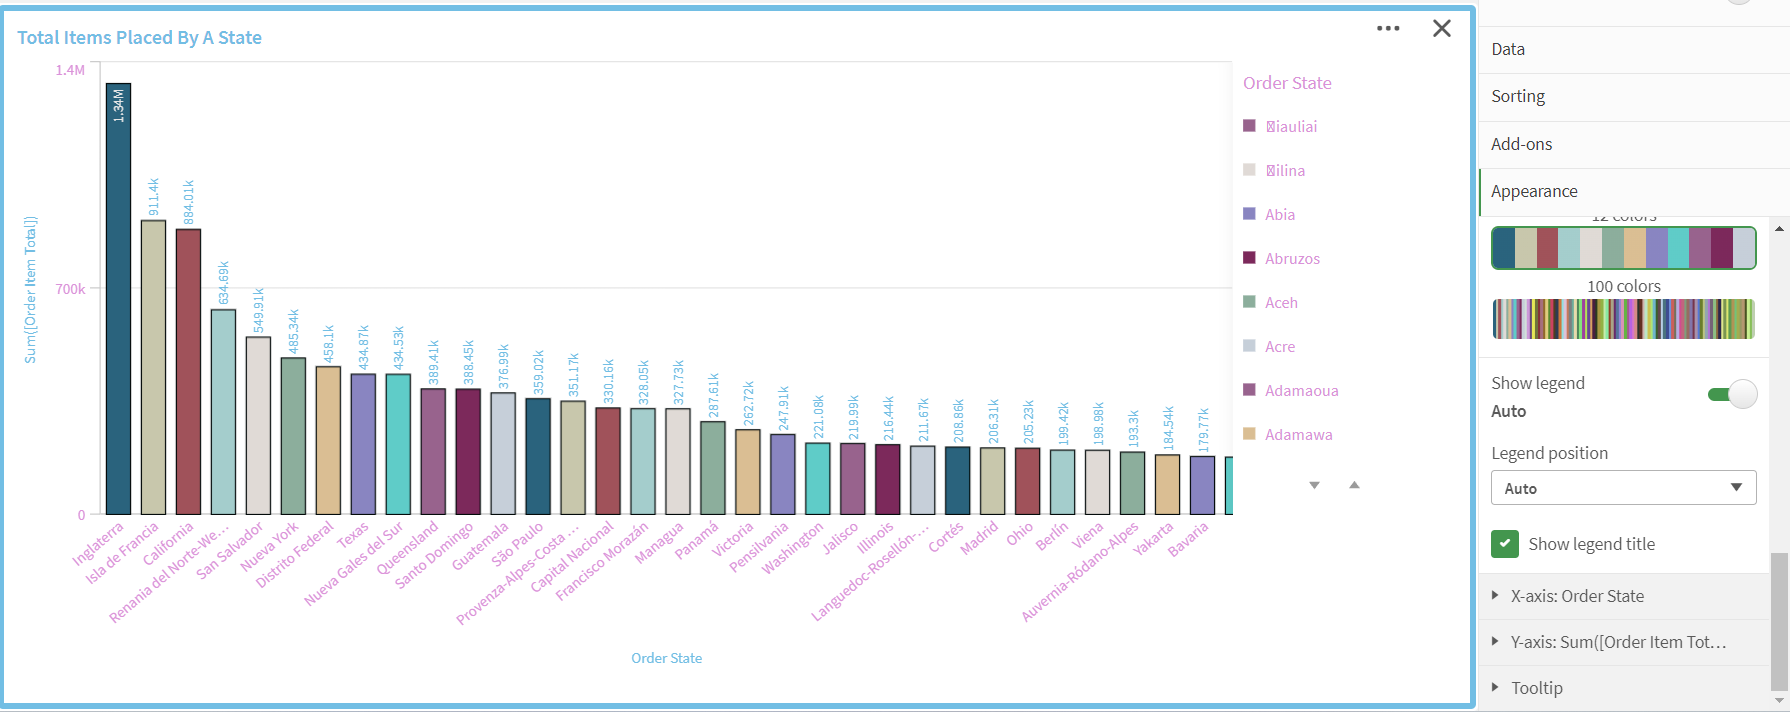 Total Items Placed By A State
1.4M
700k
0
Sum([Order Item Total])
1.34M
911.4k
884.01k
634.69k
549.91k
485.34k
458.1k
434.87k
434.53k
389.41k
388.45k
376.99k
359.02k
351.17k
330.16k
328.05k
327.73k
287.61k
262.72k
247.91k
221.08k
219.99k
216.44k
211.67k
208.86k
206.31k
205.23k
199.42k
198.98k
193.3k
184.54k
179.77k
Inglaterra
Isla de Francia
California
Renania del Norte-We...
San Salvador
Nueva York
Distrito Federal
Texas
Nueva Gales del Sur
Queensland
Santo Domingo
Guatemala
São Paulo
Provenza-Alpes-Costa ...
Capital Nacional
Francisco Morazán
Managua
Panamá
Victoria
Pensilvania
Washington
Jalisco
Illinois
Languedoc-Rosellón-...
Cortés
Madrid
Ohio
Berlín
Viena
Auvernia-Ródano-Alpes
Yakarta
Bavaria
Order State
Order State
iauliai
ilina
Abia
Abruzos
Aceh
Acre
Adamaoua
Adamawa
Data
Sorting
Add-ons
Appearance
12 colors
100 colors
Show legend
Auto
Legend position
Auto
Show legend title
X-axis: Order State
Y-axis: Sum([Order Item Tot...
Tooltip